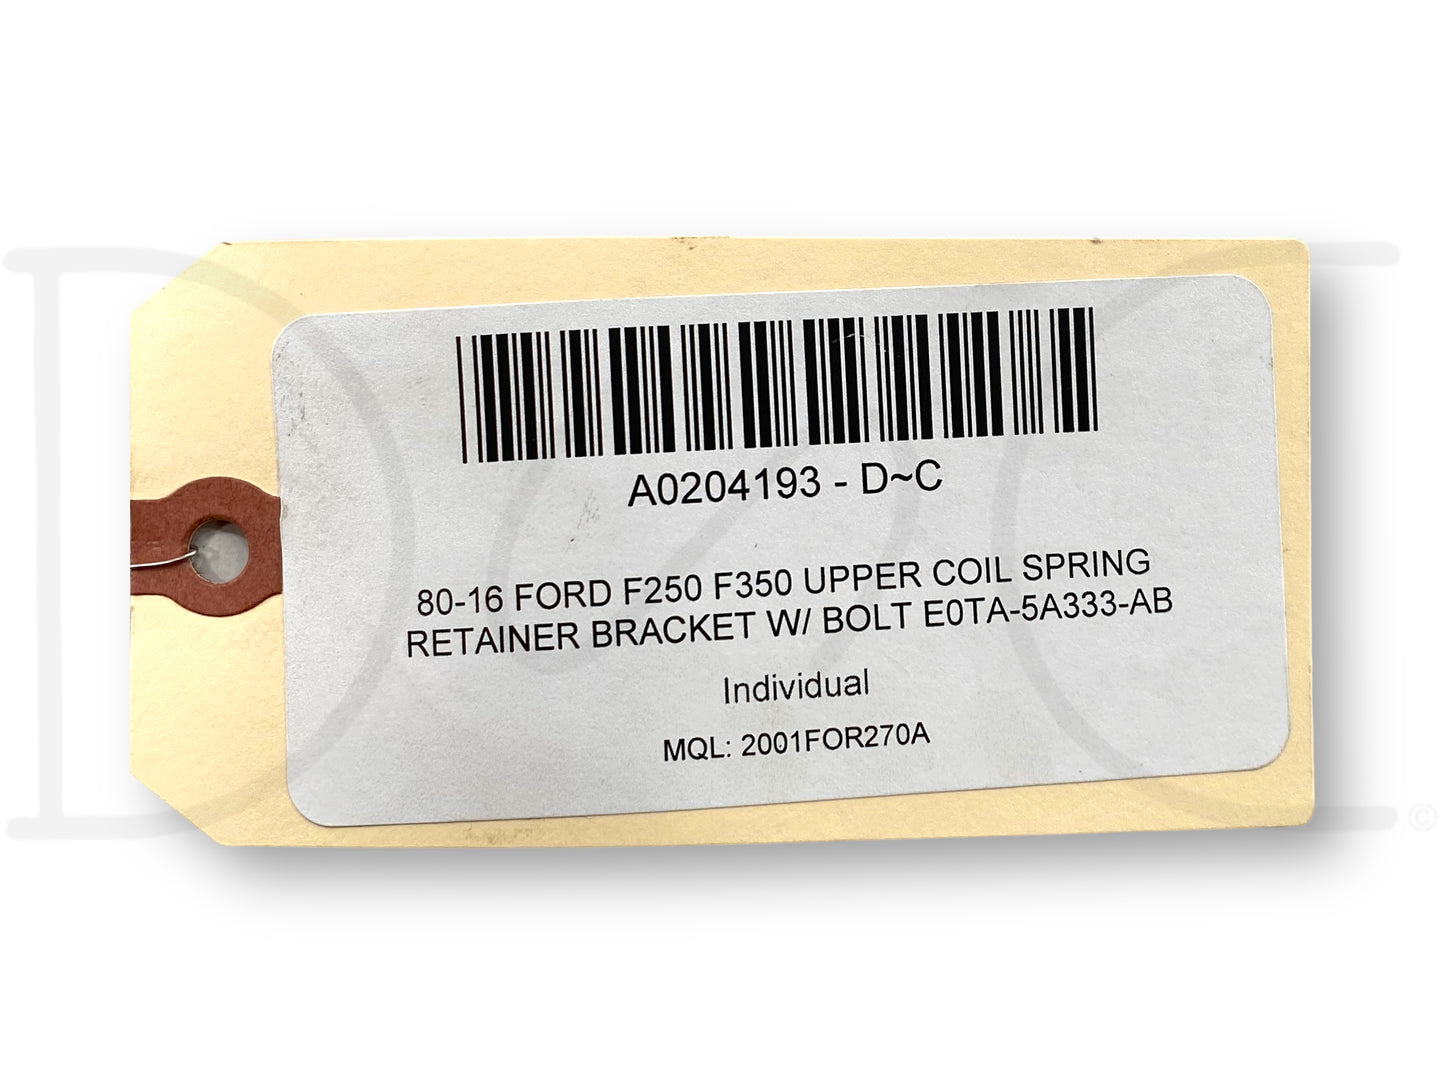 A0204193 - D~C
80-16 FORD F250 F350 UPPER COIL SPRING
RETAINER BRACKET W/ BOLT E0TA-5A333-AB
Individual
MQL: 2001FOR270A
©